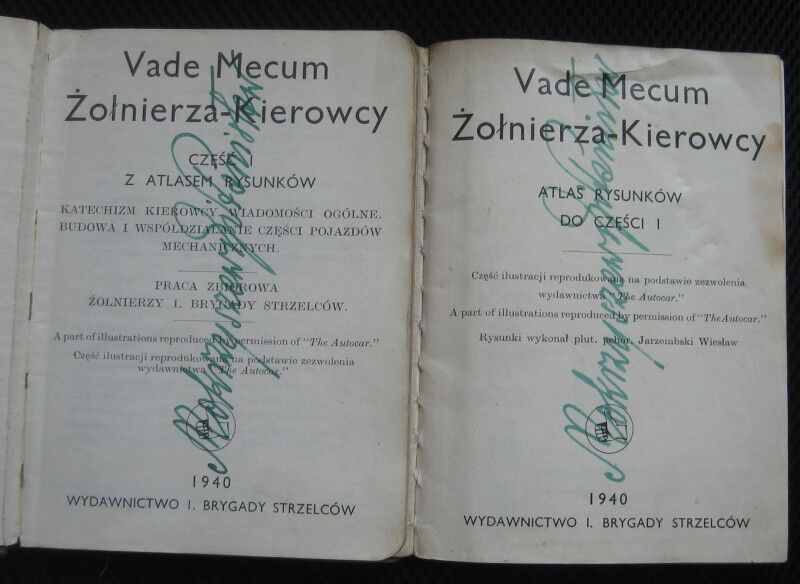 Vade Mecum
Żołnierza-Kierowcy
CZĘŚĆ I
Z ATLASEM RYSUNKÓW
KATECHIZM KIEROWCY, WIADOMOŚCI OGÓLNE.
BUDOWA I WSPÓŁDZIAŁANIE CZĘŚCI POJAZDÓW
MECHANICZNYCH.
PRACA ZBIOROWA
ŻOŁNIERZY I. BRYGADY STRZELCÓW.
A part of illustrations reproduced by permission of "The Autocar."
Część ilustracji reprodukowana na podstawie zezwolenia
wydawnictwa "The Autocar."
1940
WYDAWNICTWO I. BRYGADY STRZELCÓW
Vade Mecum
Żołnierza-Kierowcy
ATLAS RYSUNKÓW
DO CZĘŚCI I
Część ilustracji reprodukowana na podstawie zezwolenia
wydawnictwa "The Autocar."
A part of illustrations reproduced by permission of "The Autocar."
Rysunki wykonał plut. pchor. Jarzembski Wiesław
1940
WYDAWNICTWO I. BRYGADY STRZELCÓW